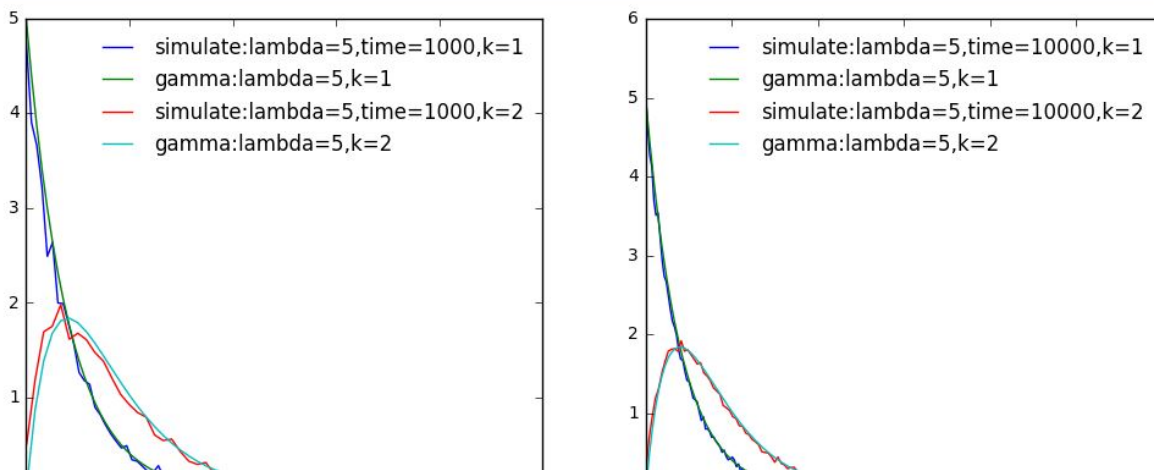 5
4
3
2
1
simulate:lambda=5,time=1000,k=1
gamma:lambda=5,k=1
simulate:lambda=5,time=1000,k=2
gamma:lambda=5,k=2
6
5
4
3
2
1
simulate:lambda=5,time=10000,k=1
gamma:lambda=5,k=1
simulate:lambda=5,time=10000,k=2
gamma:lambda=5,k=2